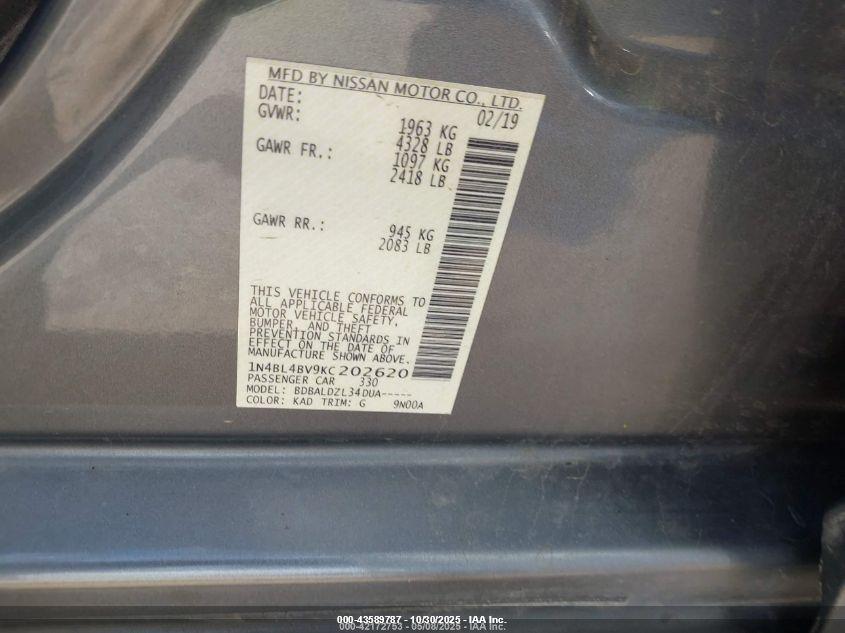 MFD BY NISSAN MOTOR CO., LTD.
DATE: 02/19
GVWR: 1963 KG
4328 LB
GAWR FR.: 1097 KG
2418 LB
GAWR RR.: 945 KG
2083 LB
THIS VEHICLE CONFORMS TO
ALL APPLICABLE FEDERAL
MOTOR VEHICLE SAFETY,
BUMPER, AND THEFT
PREVENTION STANDARDS IN
EFFECT ON THE DATE OF
MANUFACTURE SHOWN ABOVE.
1N4BL4BV9KC202620
PASSENGER CAR 330
MODEL: BDBALDZL34DUA-----
COLOR: KAD TRIM: G 9N00A
000-43589787 - 10/30/2025 - IAA Inc.
000-42172753 - 05/08/2025 - IAA Inc.